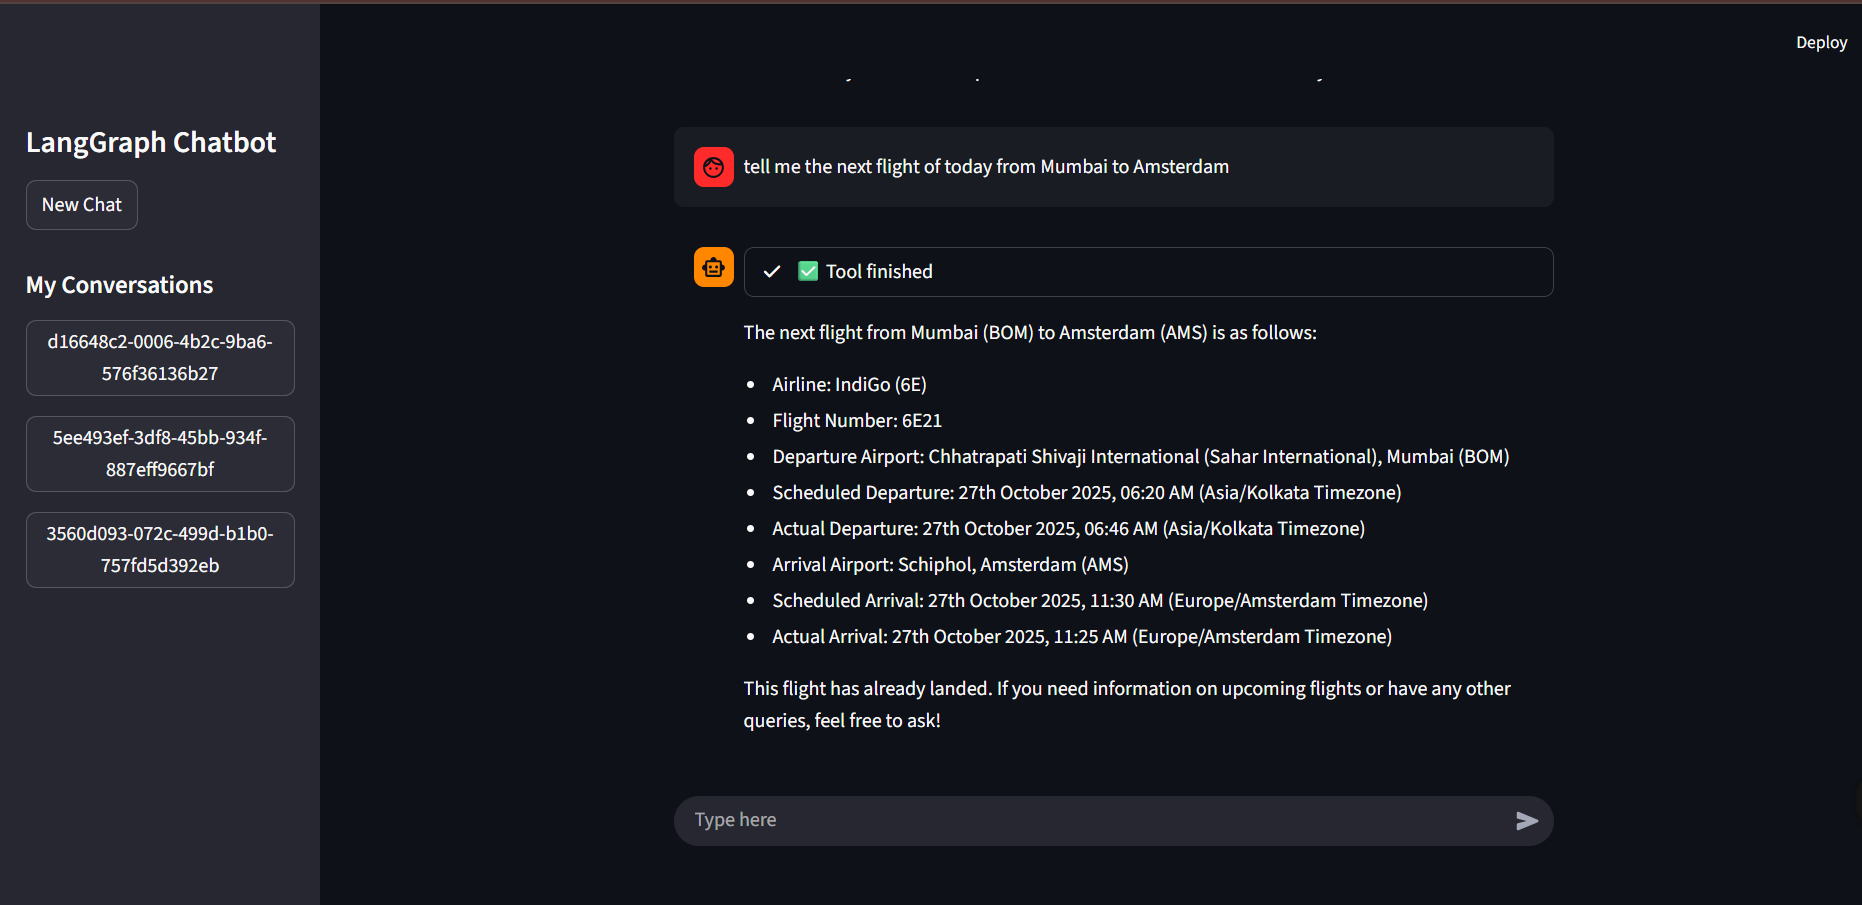 Deploy
LangGraph Chatbot
New Chat
My Conversations
d16648c2-0006-4b2c-9ba6-
576f36136b27
5ee493ef-3df8-45bb-934f-
887eff9667bf
3560d093-072c-499d-b1b0-
757fd5d392eb
tell me the next flight of today from Mumbai to Amsterdam
✅ Tool finished
The next flight from Mumbai (BOM) to Amsterdam (AMS) is as follows:
• Airline: IndiGo (6E)
• Flight Number: 6E21
• Departure Airport: Chhatrapati Shivaji International (Sahar International), Mumbai (BOM)
• Scheduled Departure: 27th October 2025, 06:20 AM (Asia/Kolkata Timezone)
• Actual Departure: 27th October 2025, 06:46 AM (Asia/Kolkata Timezone)
• Arrival Airport: Schiphol, Amsterdam (AMS)
• Scheduled Arrival: 27th October 2025, 11:30 AM (Europe/Amsterdam Timezone)
• Actual Arrival: 27th October 2025, 11:25 AM (Europe/Amsterdam Timezone)
This flight has already landed. If you need information on upcoming flights or have any other
queries, feel free to ask!
Type here